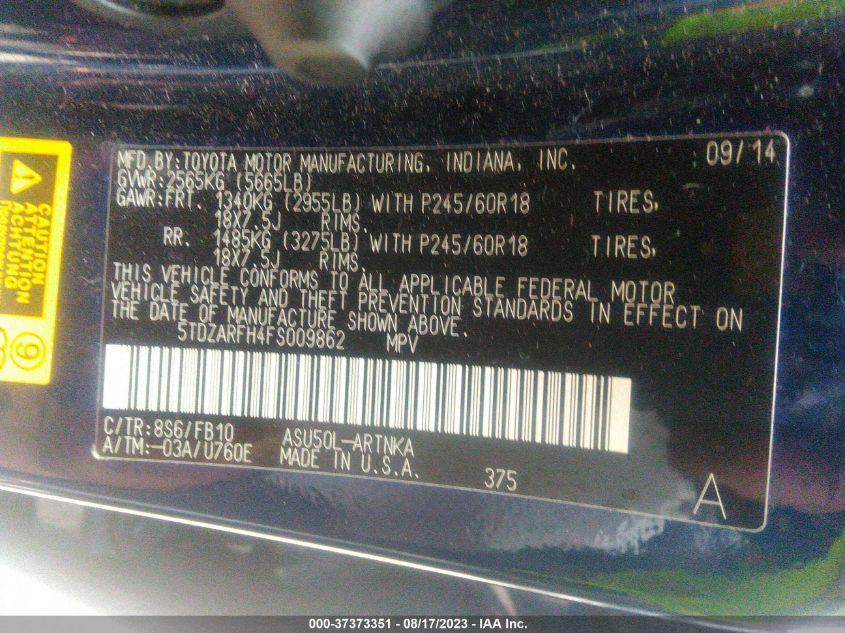 MFD. BY: TOYOTA MOTOR MANUFACTURING, INDIANA, INC. 09/14
GVWR: 2565KG (5665LB)
GAWR: FRT. 1340KG (2955LB) WITH P245/60R18 TIRES,
18X7.5J RIMS.
RR. 1485KG (3275LB) WITH P245/60R18 TIRES,
18X7.5J RIMS.
THIS VEHICLE CONFORMS TO ALL APPLICABLE FEDERAL MOTOR
VEHICLE SAFETY AND THEFT PREVENTION STANDARDS IN EFFECT ON
THE DATE OF MANUFACTURE SHOWN ABOVE.
5TDZARFH4FS009862 MPV
C/TR: 8S6/FB10 ASU50L-ARTNKA
A/TM: -03A/U760E MADE IN U.S.A. 375
A
CAUTION
ATTENTION
ACHTUNG
9
000-37373351 - 08/17/2023 - IAA Inc.